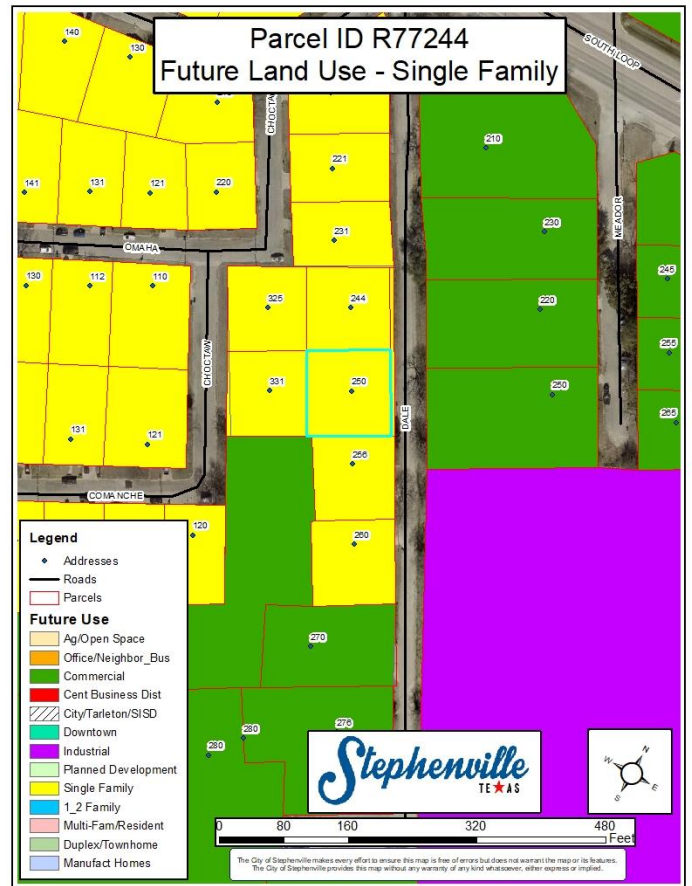 Parcel ID R77244
Future Land Use - Single Family
SOUTH LOOP
140
130
CHOCTAW
210
221
141
131
121
220
231
230
MEADOR
OMAHA
130
112
110
325
244
220
245
CHOCTAW
331
250
DALE
250
255
265
131
121
256
COMANCHE
120
260
270
280
280
276
Legend
Addresses
Roads
Parcels
Future Use
Ag/Open Space
Office/Neighbor_Bus
Commercial
Cent Business Dist
City/Tarleton/SISD
Downtown
Industrial
Planned Development
Single Family
1_2 Family
Multi-Fam/Resident
Duplex/Townhome
Manufact Homes
Stephenville
TEXAS
N
W
E
S
0 80 160 320 480
Feet
The City of Stephenville makes every effort to ensure this map is free of errors but does not warrant the map or its features.
The City of Stephenville provides this map without any warranty of any kind whatsoever, either express or implied.